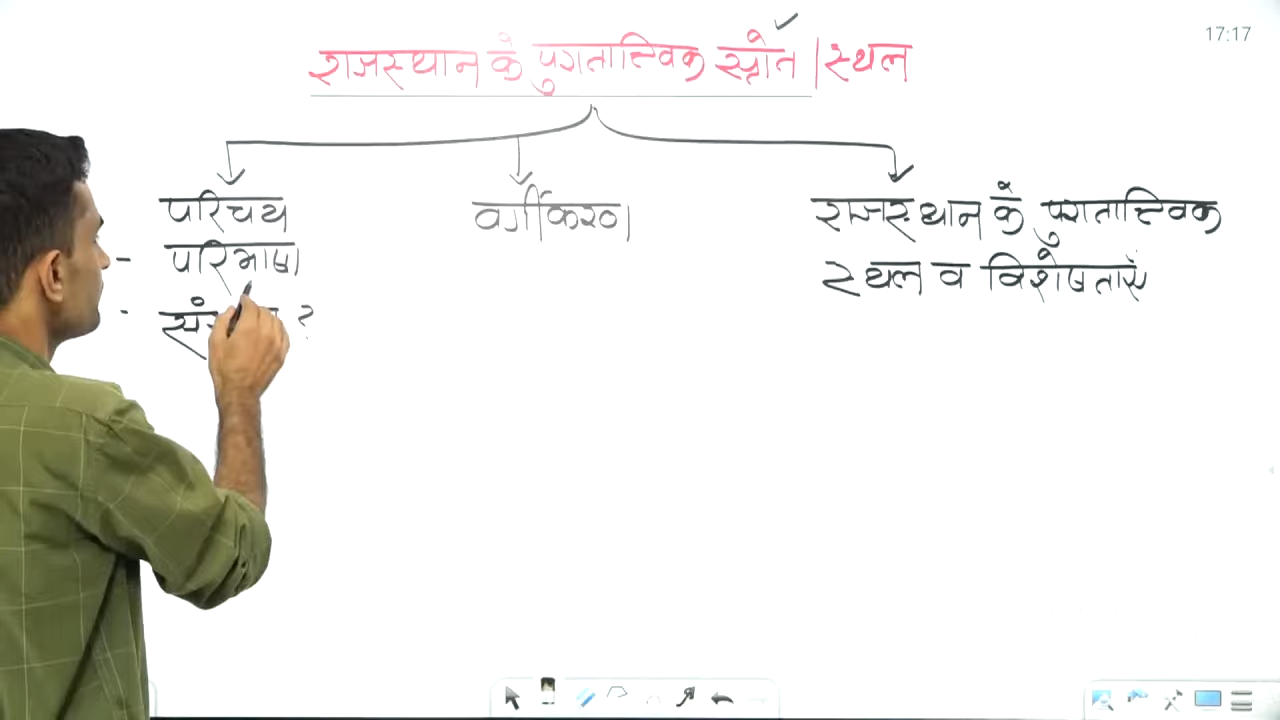 17:17
राजस्थान के पुरातात्विक स्त्रोत | स्थल
परिचय
- परिभाषा
वर्गीकरण
राजस्थान के पुरातात्विक
स्थल व विशेषताएं
?